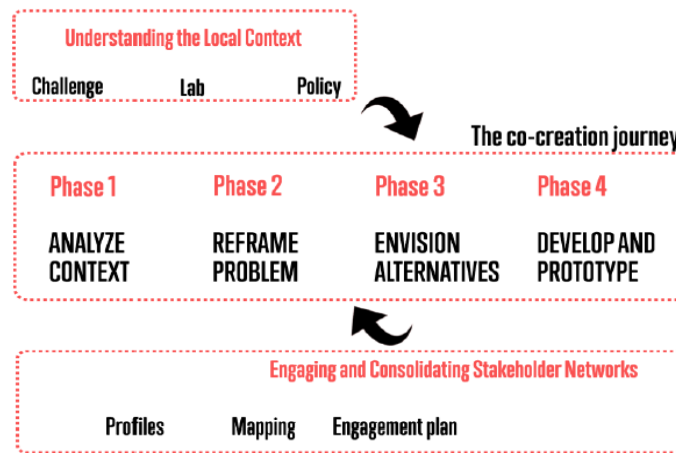 Understanding the Local Context
Challenge Lab Policy
The co-creation journey
Phase 1 Phase 2 Phase 3 Phase 4
ANALYZE REFRAME ENVISION DEVELOP AND
CONTEXT PROBLEM ALTERNATIVES PROTOTYPE
Engaging and Consolidating Stakeholder Networks
Profiles Mapping Engagement plan